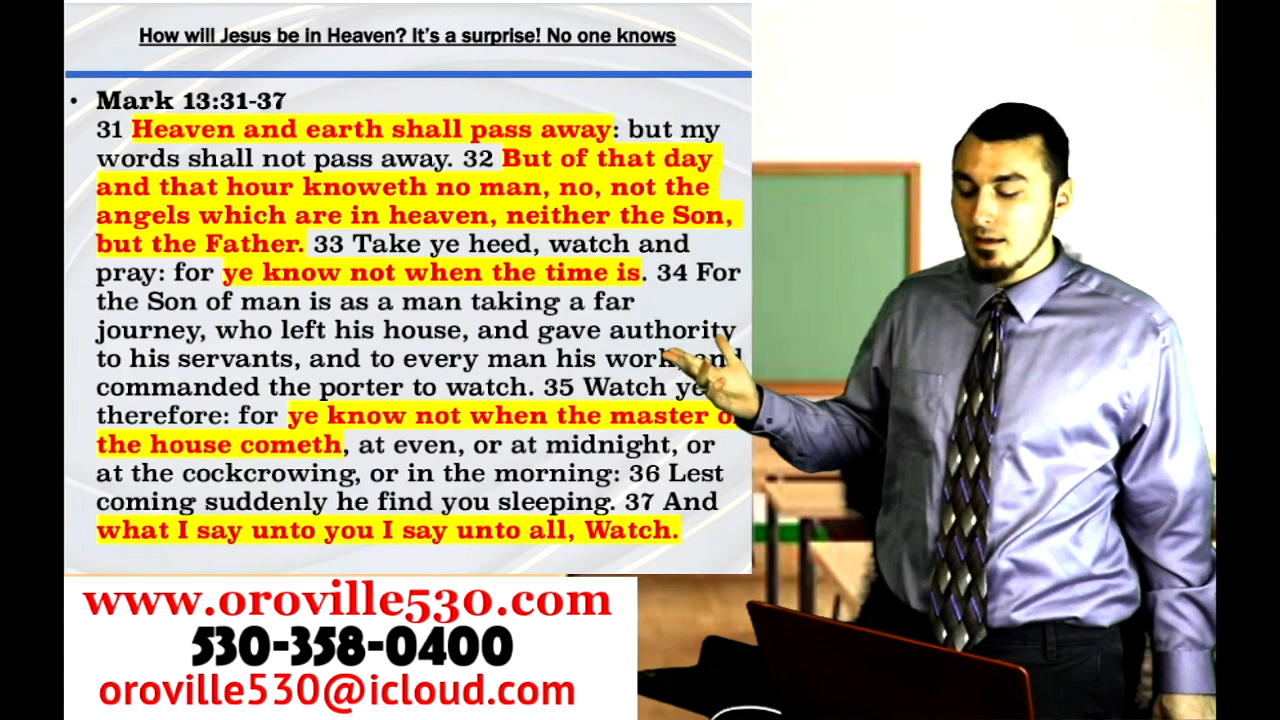 How will Jesus be in Heaven? It's a surprise! No one knows
• Mark 13:31-37
31 Heaven and earth shall pass away: but my
words shall not pass away. 32 But of that day
and that hour knoweth no man, no, not the
angels which are in heaven, neither the Son,
but the Father. 33 Take ye heed, watch and
pray: for ye know not when the time is. 34 For
the Son of man is as a man taking a far
journey, who left his house, and gave authority
to his servants, and to every man his work, and
commanded the porter to watch. 35 Watch ye
therefore: for ye know not when the master of
the house cometh, at even, or at midnight, or
at the cockcrowing, or in the morning: 36 Lest
coming suddenly he find you sleeping. 37 And
what I say unto you I say unto all, Watch.
www.oroville530.com
530-358-0400
oroville530@icloud.com